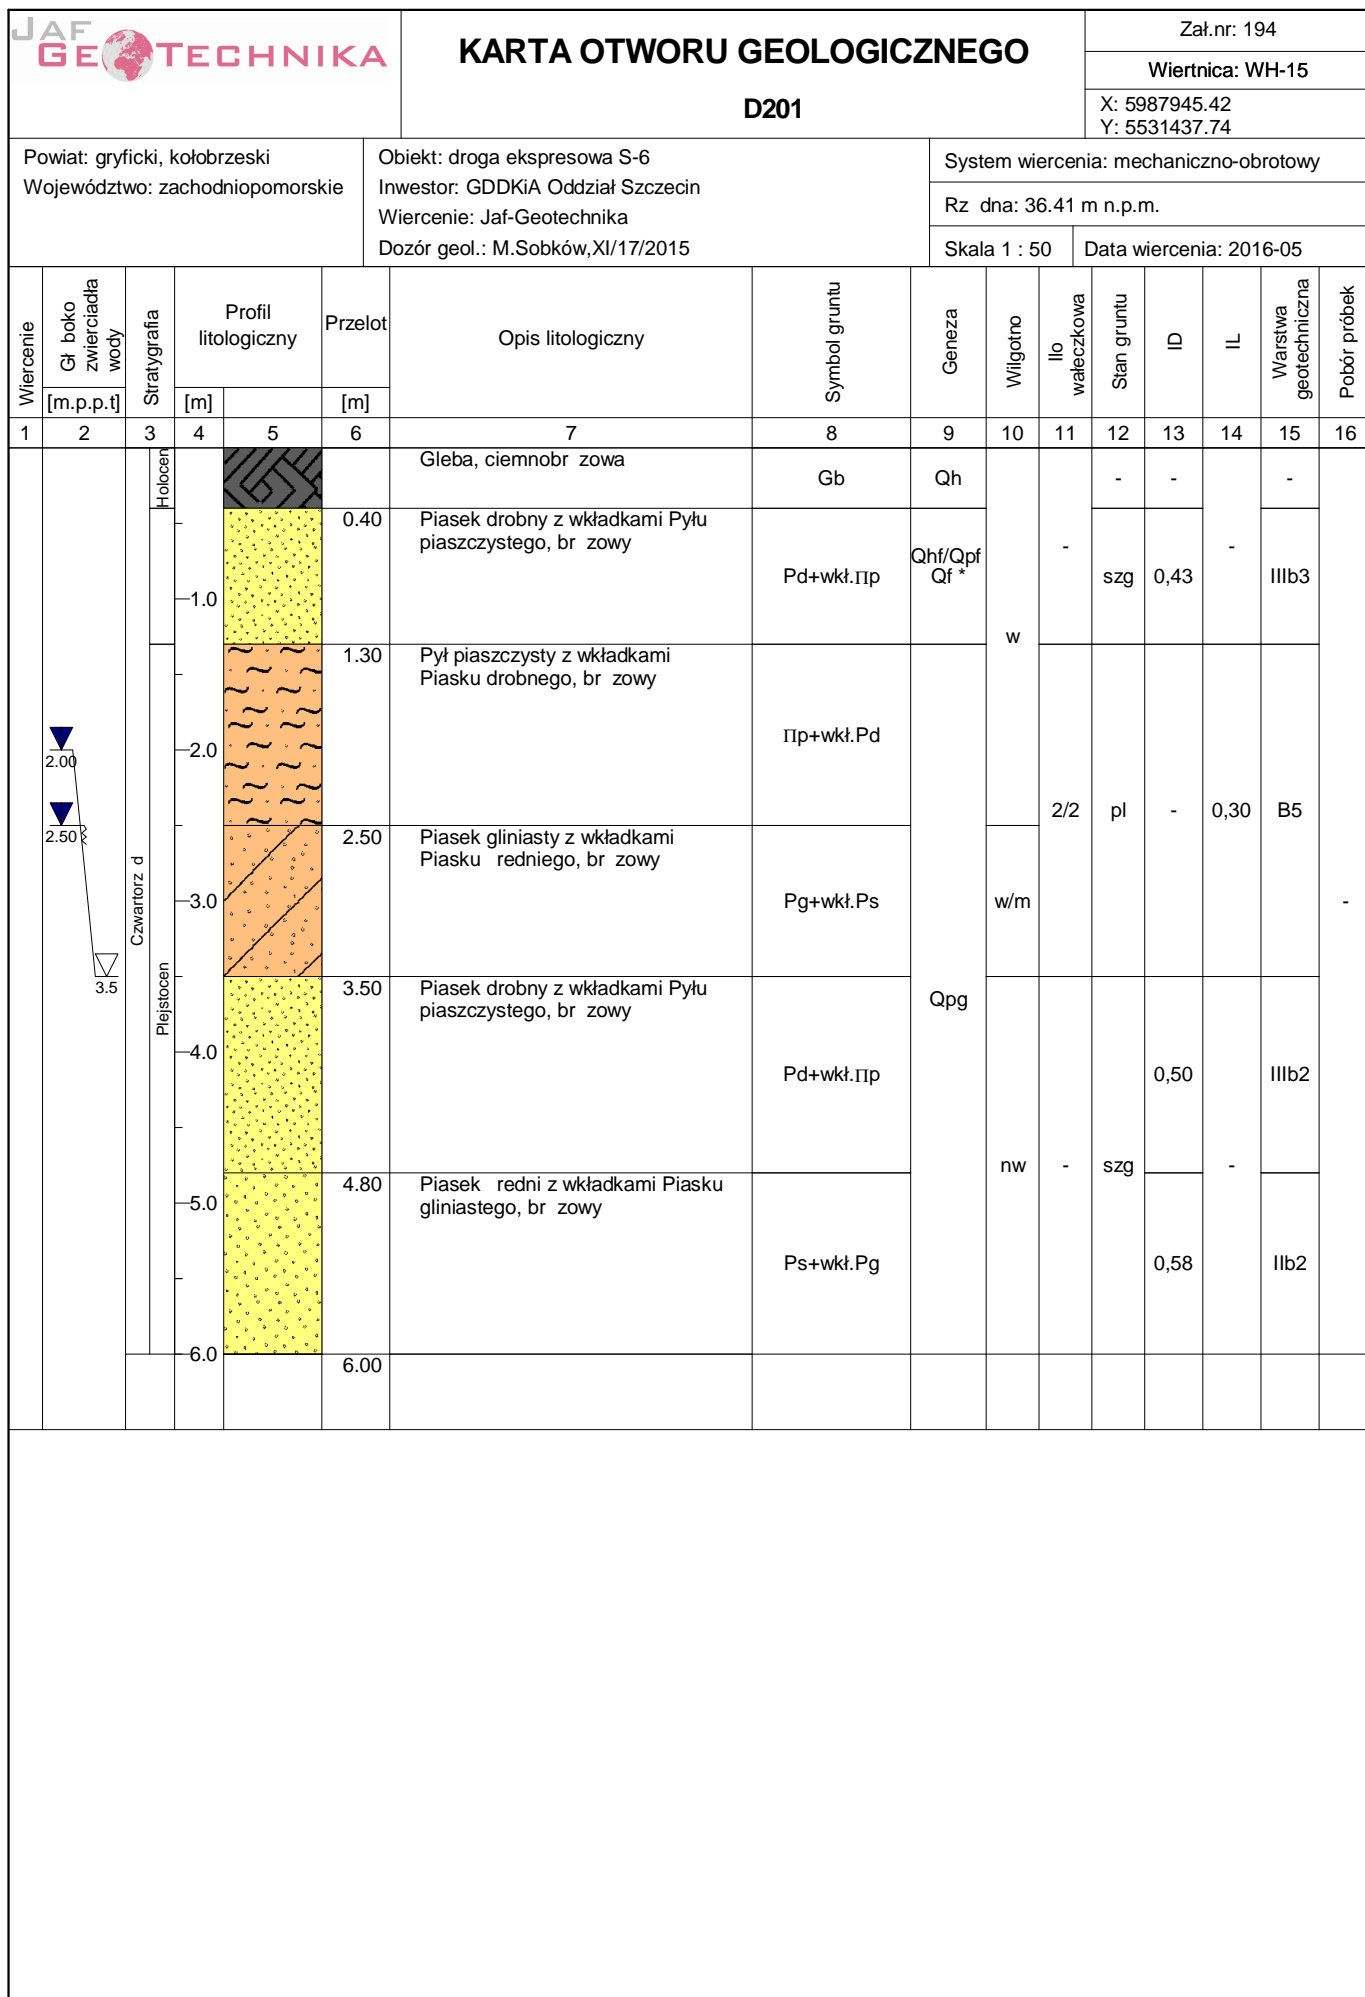 JAF
GEOTECHNIKA
KARTA OTWORU GEOLOGICZNEGO
D201
Zał.nr: 194
Wiertnica: WH-15
X: 5987945.42
Y: 5531437.74
Powiat: gryficki, kołobrzeski
Województwo: zachodniopomorskie
Obiekt: droga ekspresowa S-6
Inwestor: GDDKiA Oddział Szczecin
Wiercenie: Jaf-Geotechnika
Dozór geol.: M.Sobków,XI/17/2015
System wiercenia: mechaniczno-obrotowy
Rz dna: 36.41 m n.p.m.
Skala 1 : 50
Data wiercenia: 2016-05
Wiercenie
Gł boko
zwierciadła
wody
[m.p.p.t]
Stratygrafia
Profil
litologiczny
[m]
Przelot
[m]
Opis litologiczny
Symbol gruntu
Geneza
Wilgotno
Ilo
wałeczkowa
Stan gruntu
ID
IL
Warstwa
geotechniczna
Pobór próbek
1 2 3 4 5 6 7 8 9 10 11 12 13 14 15 16
Holocen
Gleba, ciemnobr zowa
Gb
Qh
-
-
-
0.40
Piasek drobny z wkładkami Pyłu
piaszczystego, br zowy
Pd+wkł.Пp
Qhf/Qpf
Qf *
-
szg
0,43
-
IIIb3
1.0
w
1.30
Pył piaszczysty z wkładkami
Piasku drobnego, br zowy
Пp+wkł.Pd
2.00
2.0
2/2
pl
-
0,30
B5
2.50
2.50
Piasek gliniasty z wkładkami
Piasku redniego, br zowy
Czwartorz d
3.0
Pg+wkł.Ps
w/m
-
3.5
Plejstocen
3.50
Piasek drobny z wkładkami Pyłu
piaszczystego, br zowy
Qpg
4.0
Pd+wkł.Пp
0,50
IIIb2
nw
-
szg
-
4.80
Piasek redni z wkładkami Piasku
gliniastego, br zowy
5.0
Ps+wkł.Pg
0,58
IIb2
6.0
6.00